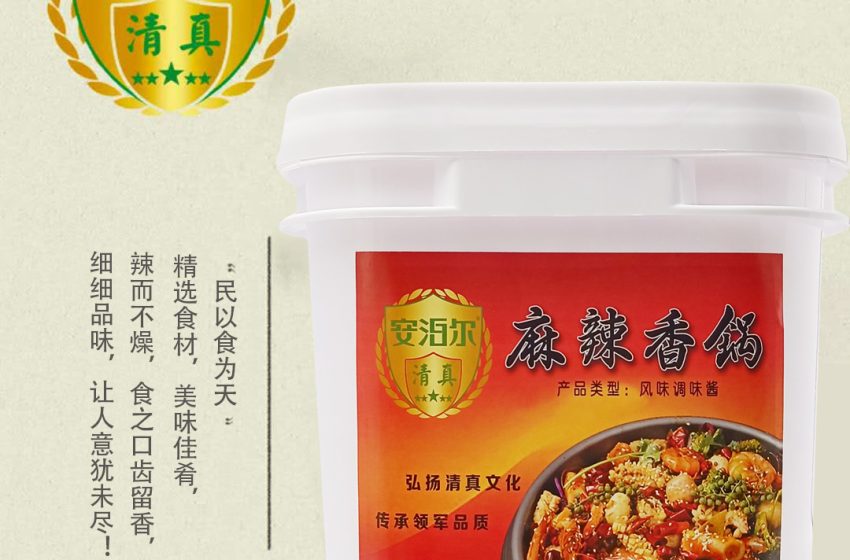 清真
“民以食为天”
精选食材，美味佳肴，
辣而不燥，食之口齿留香，
细细品味，让人意犹未尽！
安泊尔
清真
麻辣香锅
产品类型：风味调味酱
弘扬清真文化
传承领军品质